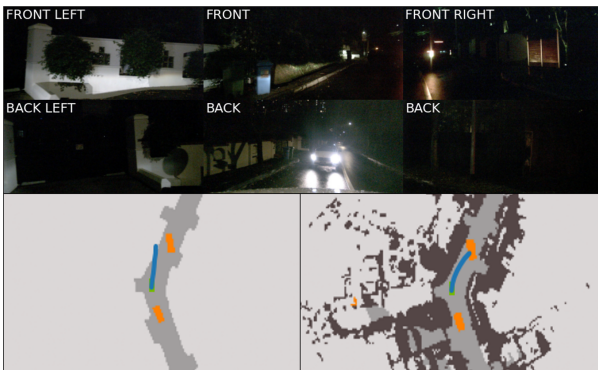 FRONT LEFT
FRONT
FRONT RIGHT
BACK LEFT
BACK
BACK